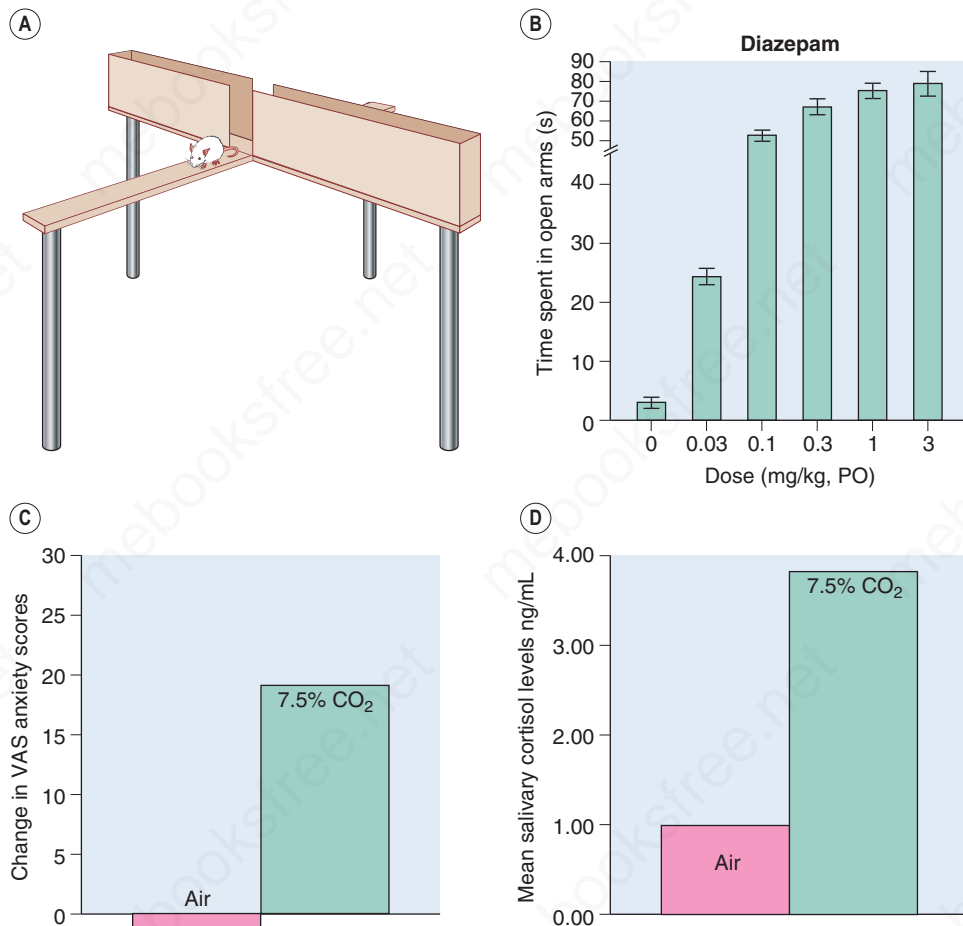 A
B
Diazepam
Time spent in open arms (s)
90
80
70
60
50
40
30
20
10
0
0 0.03 0.1 0.3 1 3
Dose (mg/kg, PO)
C
Change in VAS anxiety scores
30
25
20
15
10
5
0
7.5% CO₂
Air
D
Mean salivary cortisol levels ng/mL
4.00
3.00
2.00
1.00
0.00
7.5% CO₂
Air
mebooksfree.net